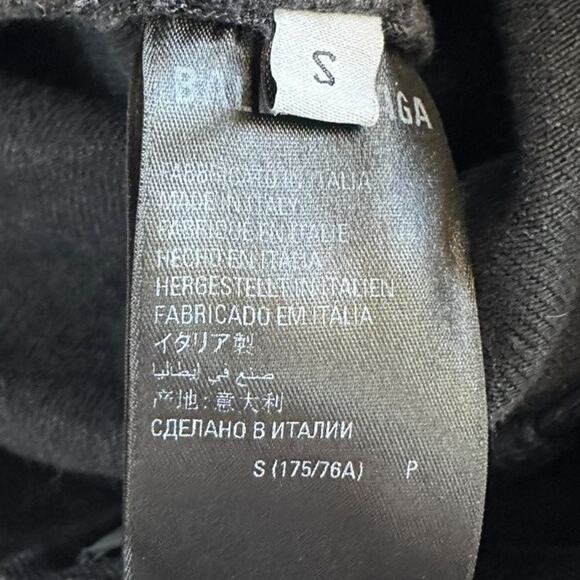 S
FABBRICATO IN ITALIA
MADE IN ITALY
FABRIQUE EN ITALIE
HECHO EN ITALIA
HERGESTELLT IN ITALIEN
FABRICADO EM ITALIA
イタリア製
صنع في إيطاليا
产地: 意大利
СДЕЛАНО В ИТАЛИИ
S (175/76A) P